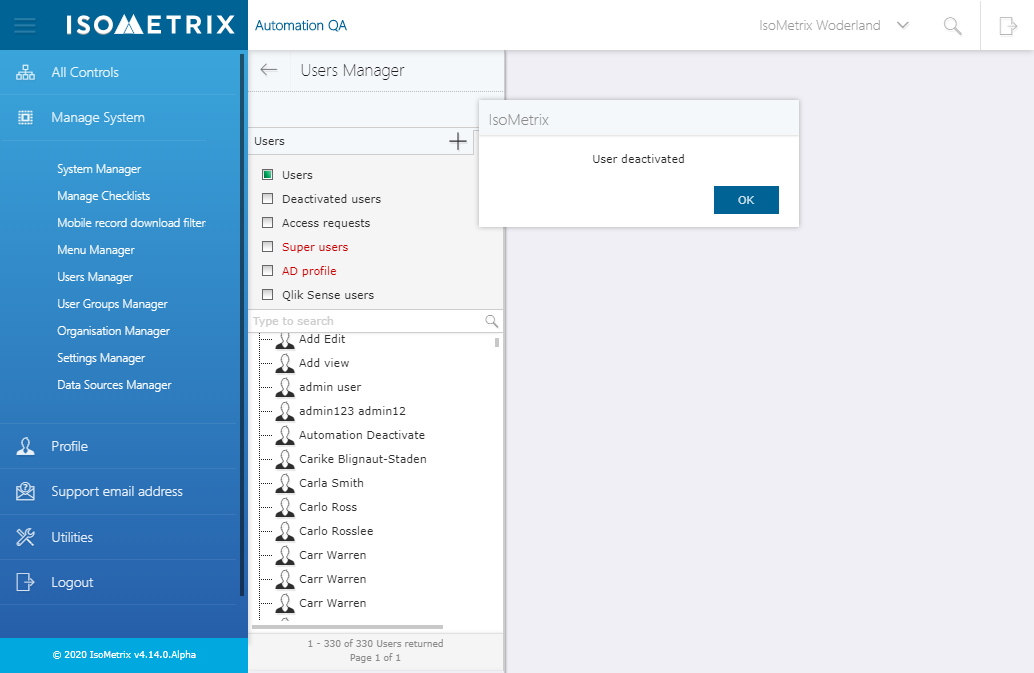 ISOMETRIX
Automation QA
IsoMetrix Woderland
All Controls
Manage System
System Manager
Manage Checklists
Mobile record download filter
Menu Manager
Users Manager
User Groups Manager
Organisation Manager
Settings Manager
Data Sources Manager
Profile
Support email address
Utilities
Logout
© 2020 IsoMetrix v4.14.0.Alpha
Users Manager
Users
Users
Deactivated users
Access requests
Super users
AD profile
Qlik Sense users
Type to search
Add Edit
Add view
admin user
admin123 admin12
Automation Deactivate
Carike Blignaut-Staden
Carla Smith
Carlo Ross
Carlo Rosslee
Carr Warren
Carr Warren
Carr Warren
1 - 330 of 330 Users returned
Page 1 of 1
IsoMetrix
User deactivated
OK